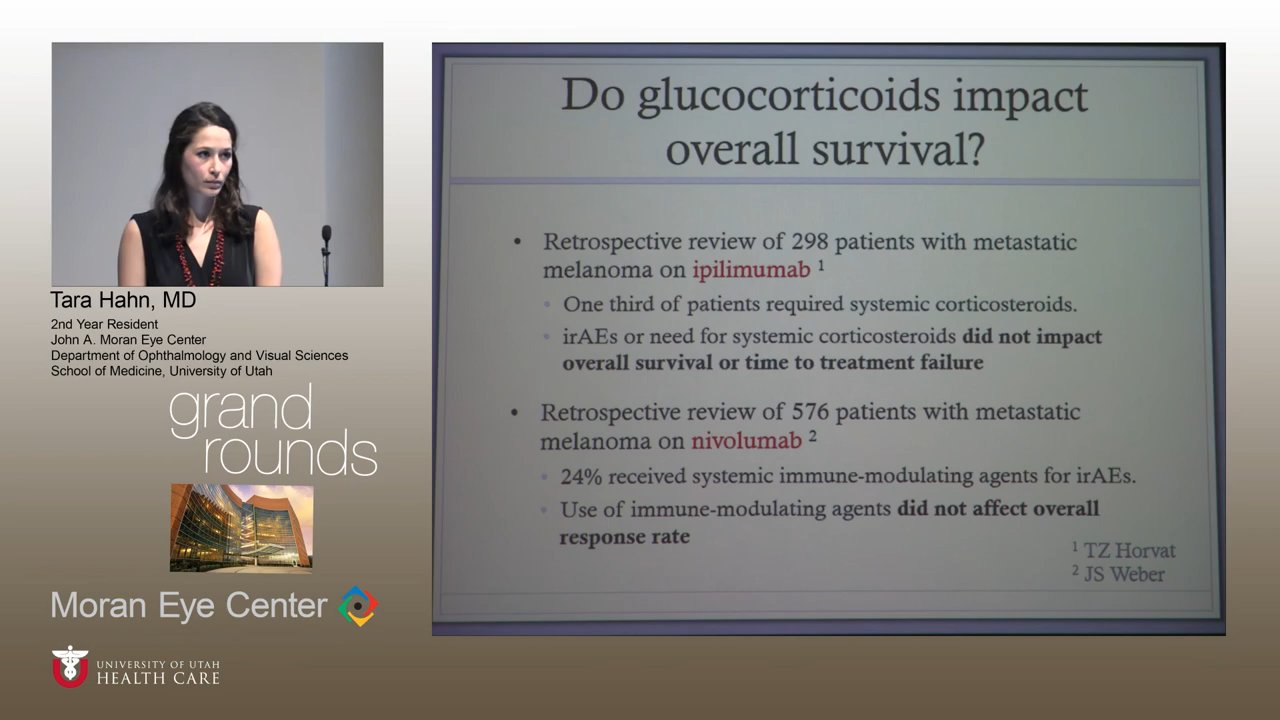 Tara Hahn, MD
2nd Year Resident
John A. Moran Eye Center
Department of Ophthalmology and Visual Sciences
School of Medicine, University of Utah
grand
rounds
Moran Eye Center
UNIVERSITY OF UTAH
HEALTH CARE
Do glucocorticoids impact
overall survival?
• Retrospective review of 298 patients with metastatic
melanoma on ipilimumab 1
• One third of patients required systemic corticosteroids.
• irAEs or need for systemic corticosteroids did not impact
overall survival or time to treatment failure
• Retrospective review of 576 patients with metastatic
melanoma on nivolumab 2
• 24% received systemic immune-modulating agents for irAEs.
• Use of immune-modulating agents did not affect overall
response rate
1 TZ Horvat
2 JS Weber